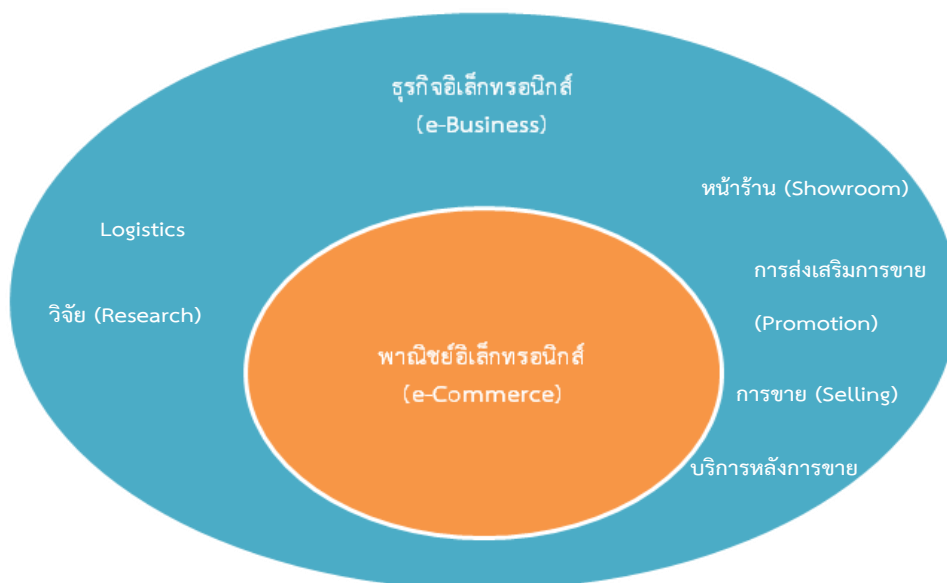 ธุรกิจอิเล็กทรอนิกส์
(e-Business)
หน้าร้าน (Showroom)
Logistics
การส่งเสริมการขาย
วิจัย (Research)
(Promotion)
พาณิชย์อิเล็กทรอนิกส์
(e-Commerce)
การขาย (Selling)
บริการหลังการขาย